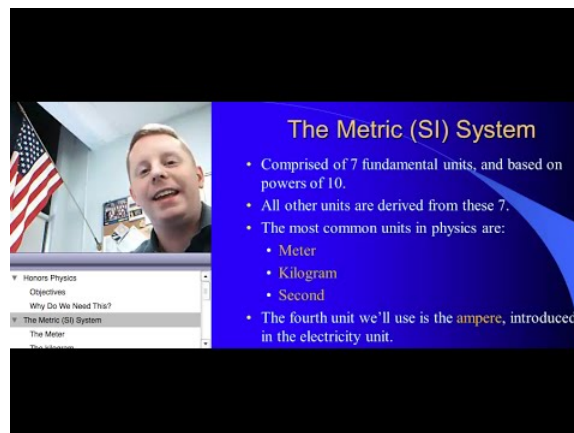 The Metric (SI) System
• Comprised of 7 fundamental units, and based on
powers of 10.
• All other units are derived from these 7.
• The most common units in physics are:
• Meter
• Kilogram
• Second
• The fourth unit we'll use is the ampere, introduced
in the electricity unit.
Honors Physics
Objectives
Why Do We Need This?
The Metric (SI) System
The Meter
The kilogram